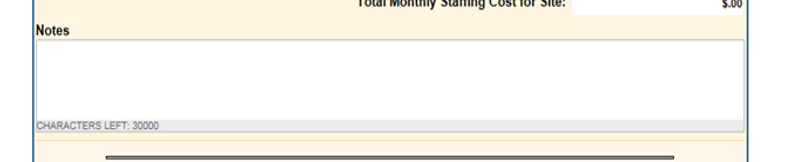 Total Monthly Staffing Cost for Site: $.00
Notes
CHARACTERS LEFT: 30000